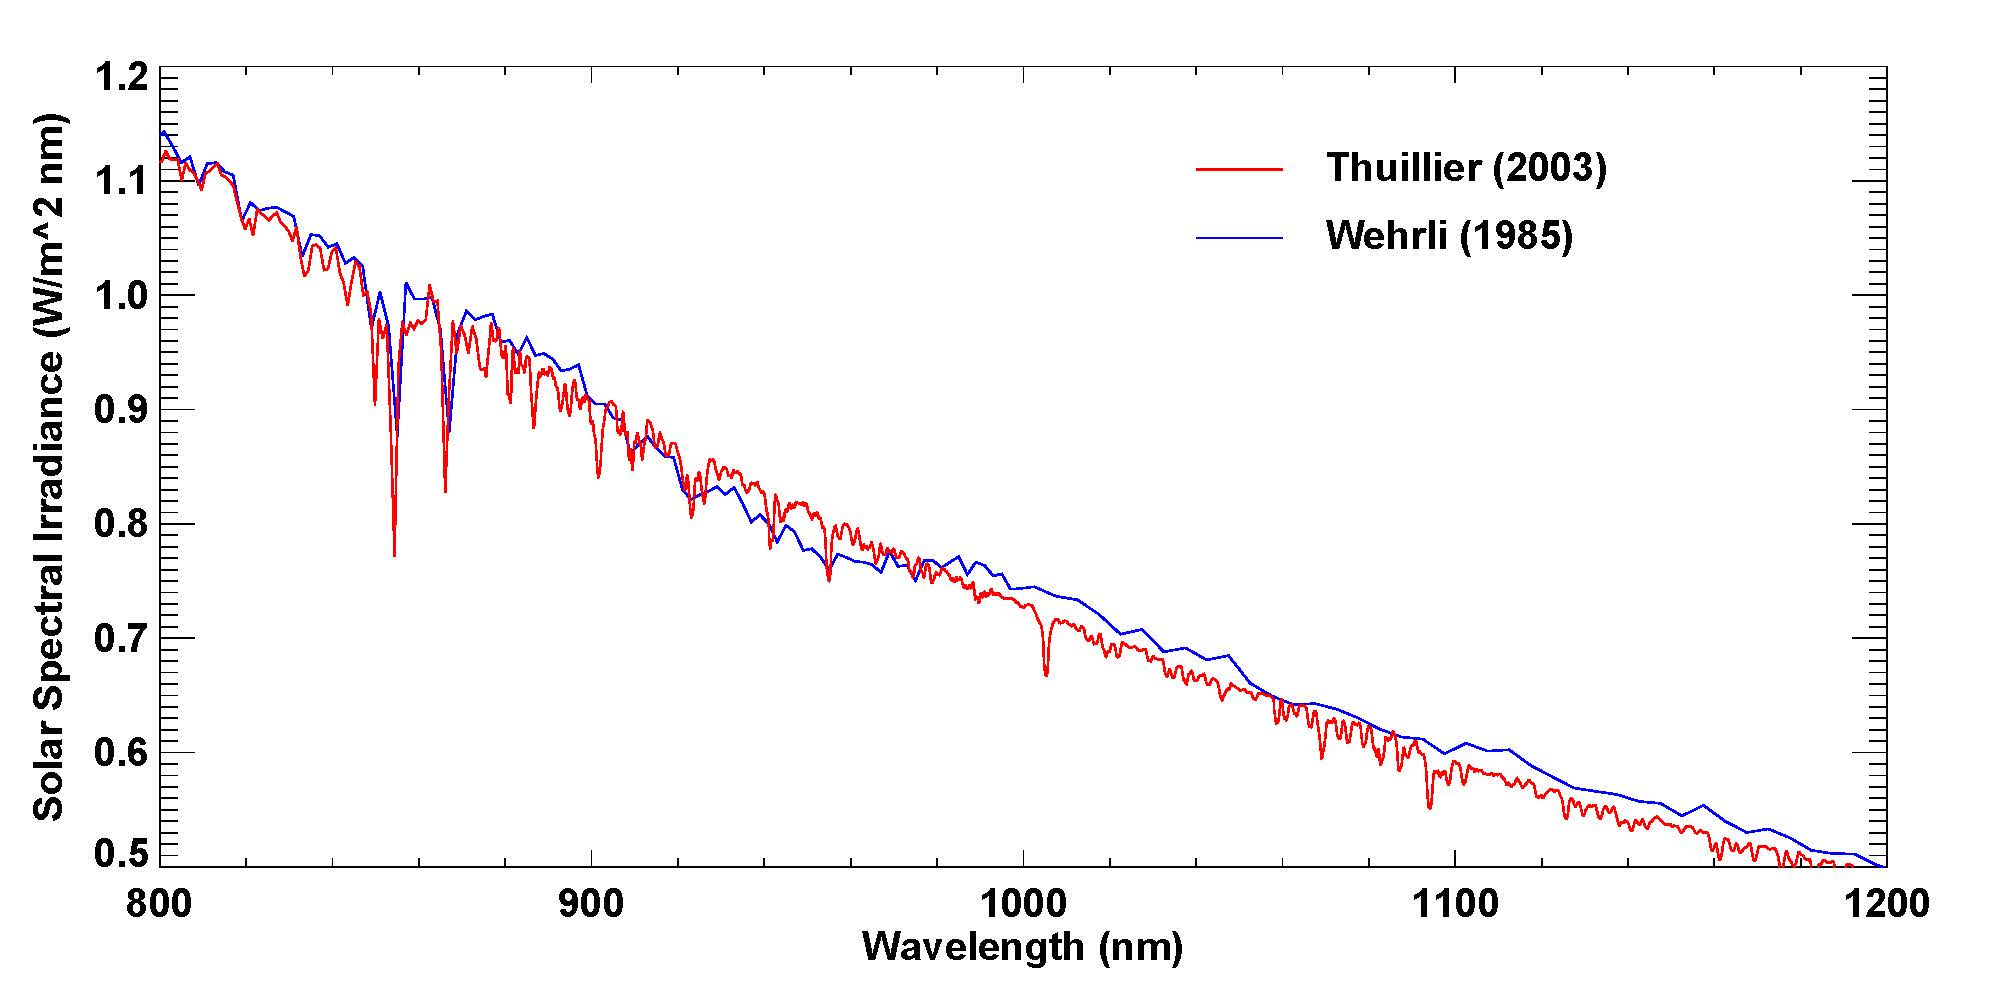 Solar Spectral Irradiance (W/m^2 nm)
1.2
1.1
1.0
0.9
0.8
0.7
0.6
0.5
Thuillier (2003)
Wehrli (1985)
800 900 1000 1100 1200
Wavelength (nm)